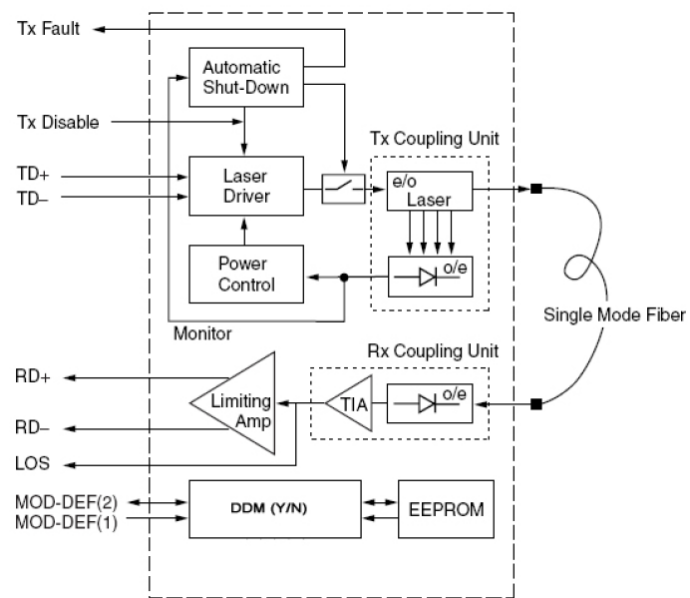 Tx Fault
Automatic
Shut-Down
Tx Disable
Tx Coupling Unit
TD+
TD–
Laser
Driver
e/o
Laser
Power
Control
o/e
Monitor
Single Mode Fiber
Rx Coupling Unit
RD+
RD–
Limiting
Amp
TIA
o/e
LOS
MOD-DEF(2)
MOD-DEF(1)
DDM (Y/N)
EEPROM